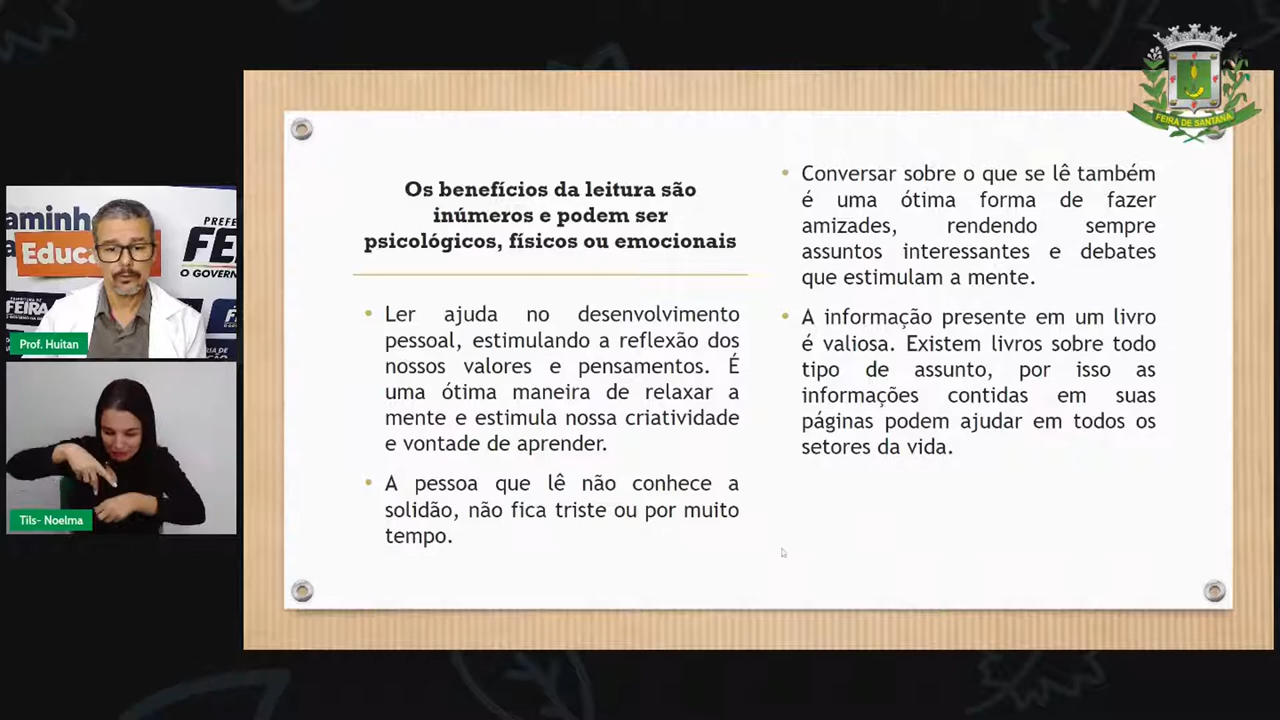 FEIRA DE SANTANA
Os benefícios da leitura são
inúmeros e podem ser
psicológicos, físicos ou emocionais
• Ler ajuda no desenvolvimento
pessoal, estimulando a reflexão dos
nossos valores e pensamentos. É
uma ótima maneira de relaxar a
mente e estimula nossa criatividade
e vontade de aprender.
• A pessoa que lê não conhece a
solidão, não fica triste ou por muito
tempo.
• Conversar sobre o que se lê também
é uma ótima forma de fazer
amizades, rendendo sempre
assuntos interessantes e debates
que estimulam a mente.
• A informação presente em um livro
é valiosa. Existem livros sobre todo
tipo de assunto, por isso as
informações contidas em suas
páginas podem ajudar em todos os
setores da vida.
aminh
Educa
PREFE
FE
O GOVERN
FEIRA
Prof. Huitan
Tils- Noelma